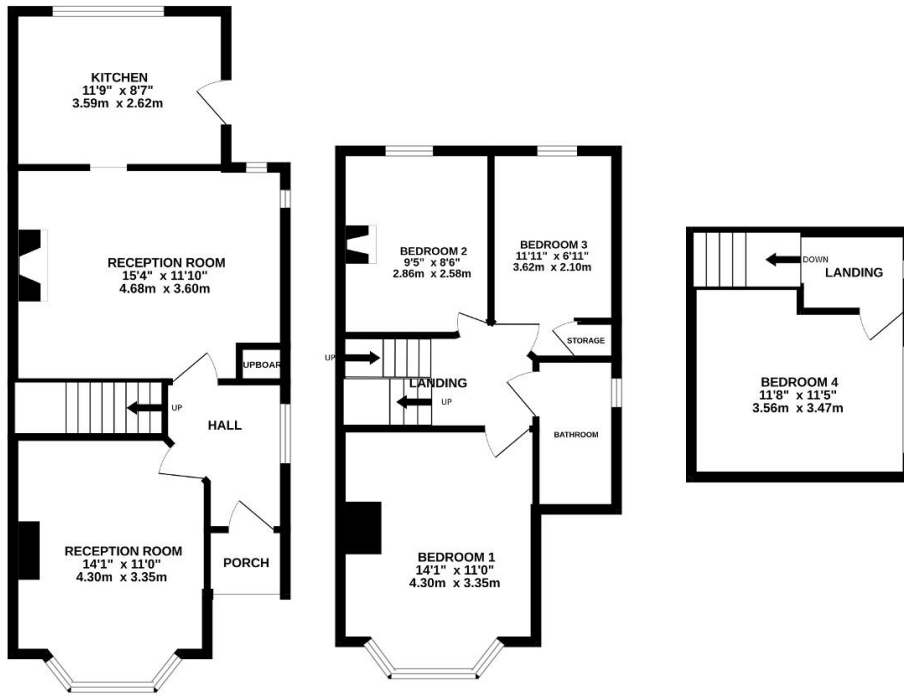 KITCHEN
11'9" x 8'7"
3.59m x 2.62m
RECEPTION ROOM
15'4" x 11'10"
4.68m x 3.60m
UPBOAR
UP
HALL
RECEPTION ROOM
14'1" x 11'0"
4.30m x 3.35m
PORCH
BEDROOM 2
9'5" x 8'6"
2.86m x 2.58m
BEDROOM 3
11'11" x 6'11"
3.62m x 2.10m
STORAGE
UP
LANDING
UP
BATHROOM
BEDROOM 1
14'1" x 11'0"
4.30m x 3.35m
DOWN
LANDING
BEDROOM 4
11'8" x 11'5"
3.56m x 3.47m